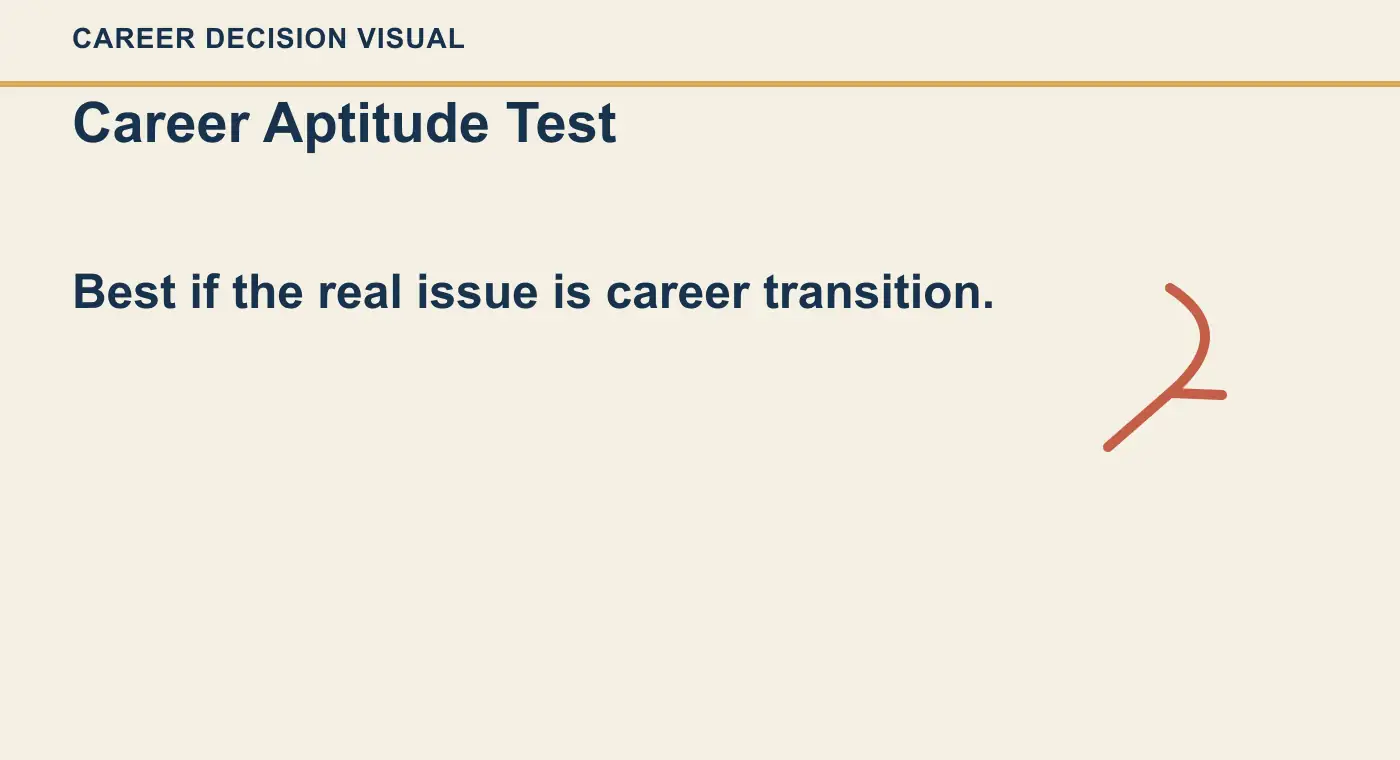 CAREER DECISION VISUAL
Career Aptitude Test
Best if the real issue is career transition.